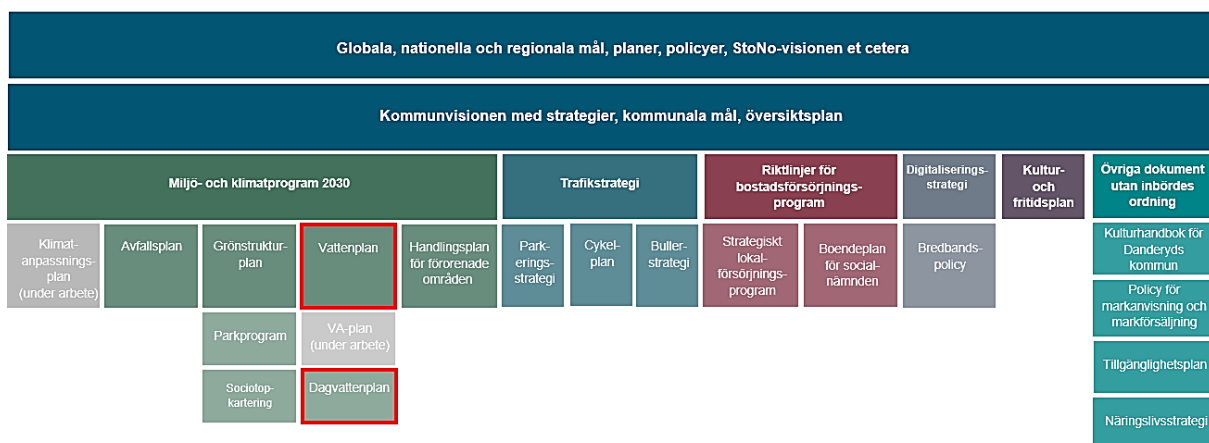 Globala, nationella och regionala mål, planer, policyer, StoNo-visionen et cetera
Kommunvisionen med strategier, kommunala mål, översiktsplan
Miljö- och klimatprogram 2030
Trafikstrategi
Riktlinjer för
bostadsförsörjnings-
program
Digitaliserings-
strategi
Kultur-
och
fritidsplan
Övriga dokument
utan inbördes
ordning
Klimat-
anpassnings-
plan
(under arbete)
Avfallsplan
Grönstruktur-
plan
Vattenplan
Handlingsplan
för förorenade
områden
Park-
erings-
strategi
Cykel-
plan
Buller-
strategi
Strategiskt
lokal-
försörjnings-
program
Boendeplan
för social-
nämnden
Bredbands-
policy
Kulturhandbok för
Danderyds
kommun
Parkprogram
VA-plan
(under arbete)
Policy för
markanvisning och
markförsäljning
Sociotop-
kartering
Dagvattenplan
Tillgänglighetsplan
Näringslivsstrategi